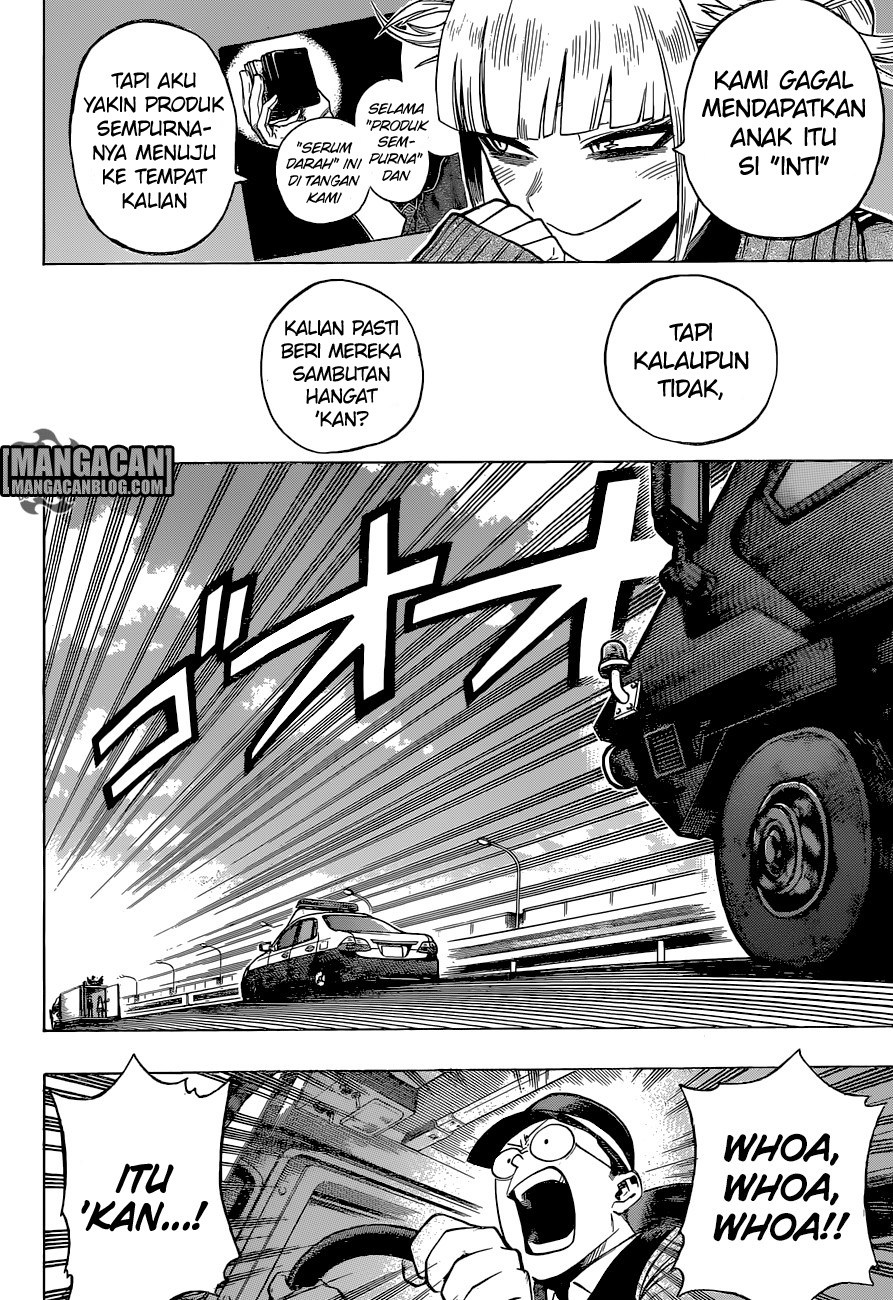 KAMI GAGAL
MENDAPATKAN
ANAK ITU
SI "INTI"
SELAMA
"PRODUK
SEM-
PURNA"
DAN
"SERUM
DARAH" INI
DI TANGAN
KAMI
TAPI AKU
YAKIN PRODUK
SEMPURNA-
NYA MENUJU
KE TEMPAT
KALIAN
TAPI
KALAUPUN
TIDAK,
KALIAN PASTI
BERI MEREKA
SAMBUTAN
HANGAT
'KAN?
MANGACAN
MANGACANBLOG.COM
ゴオオ
WHOA,
WHOA,
WHOA!!
ITU
'KAN...!